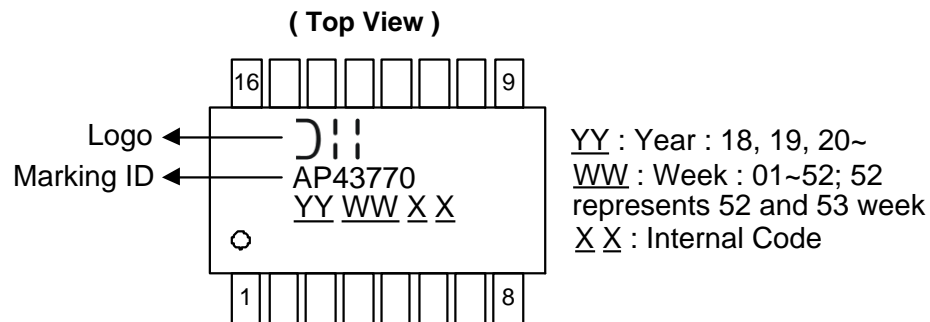 ( Top View )
16 9
Logo
Marking ID
AP43770
YY WW X X
1 8
YY : Year : 18, 19, 20~
WW : Week : 01~52; 52
represents 52 and 53 week
X X : Internal Code